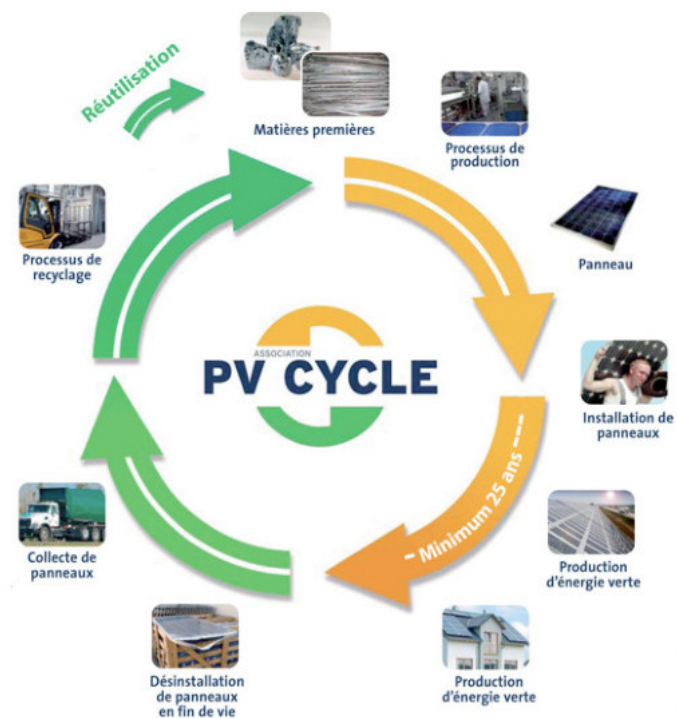 Réutilisation
Matières premières
Processus de
production
Panneau
Installation de
panneaux
Minimum 25 ans
Production
d'énergie verte
Production
d'énergie verte
Désinstallation
de panneaux
en fin de vie
Collecte de
panneaux
Processus de
recyclage
ASSOCIATION
PV CYCLE